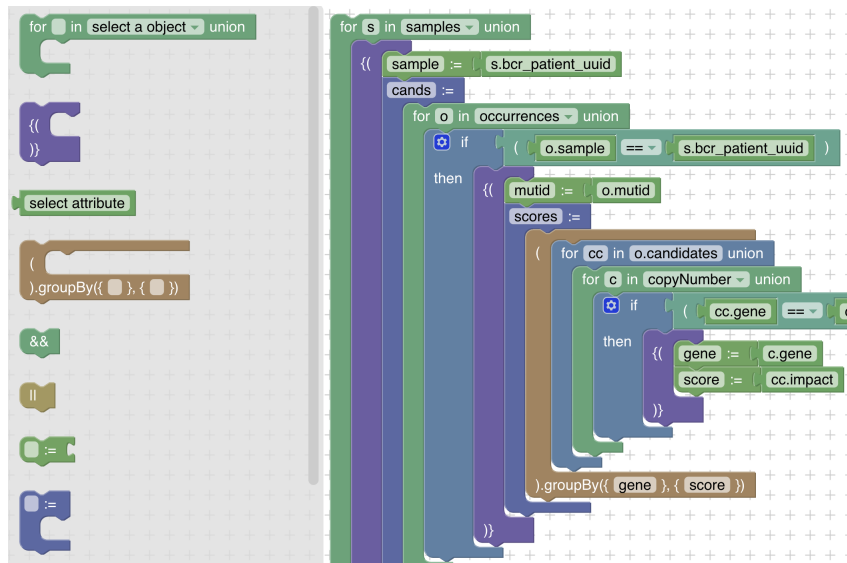 for in select a object union
{(
)}
select attribute
(
).groupBy({ }, { })
&&
||
:=
:=
for s in samples union
{( sample := s.bcr_patient_uuid
cands :=
for o in occurrences union
if ( o.sample == s.bcr_patient_uuid )
then
{( mutid := o.mutid
scores :=
( for cc in o.candidates union
for c in copyNumber union
if ( cc.gene ==
then
{( gene := c.gene
score := cc.impact
)}
).groupBy({ gene }, { score })
)}